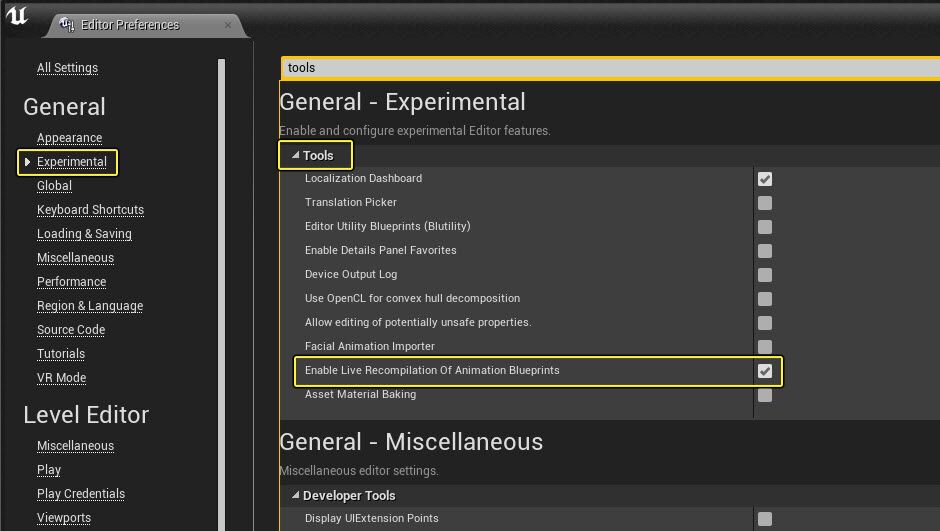 Editor Preferences
All Settings
General
Appearance
Experimental
Global
Keyboard Shortcuts
Loading & Saving
Miscellaneous
Performance
Region & Language
Source Code
Tutorials
VR Mode
Level Editor
Miscellaneous
Play
Play Credentials
Viewports
tools
General - Experimental
Enable and configure experimental Editor features.
Tools
Localization Dashboard
Translation Picker
Editor Utility Blueprints (Blutility)
Enable Details Panel Favorites
Device Output Log
Use OpenCL for convex hull decomposition
Allow editing of potentially unsafe properties.
Facial Animation Importer
Enable Live Recompilation Of Animation Blueprints
Asset Material Baking
General - Miscellaneous
Miscellaneous editor settings.
Developer Tools
Display UIExtension Points